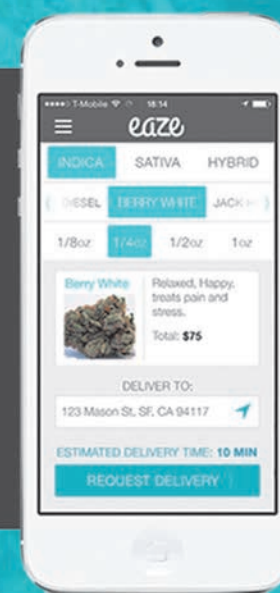 T-Mobile 18:14
eaze
INDICA SATIVA HYBRID
DIESEL BERRY WHITE JACK H
1/8oz 1/4oz 1/2oz 1oz
Berry White
Relaxed, Happy,
treats pain and
stress.
Total: $75
DELIVER TO:
123 Mason St, SF, CA 94117
ESTIMATED DELIVERY TIME: 10 MIN
REQUEST DELIVERY